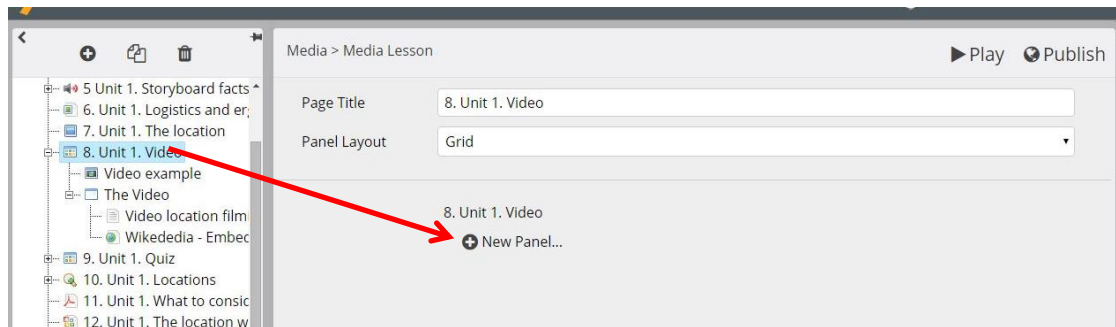 Media > Media Lesson
Play
Publish
5 Unit 1. Storyboard facts
6. Unit 1. Logistics and er
7. Unit 1. The location
8. Unit 1. Video
Video example
The Video
Video location film
Wikededia - Embec
9. Unit 1. Quiz
10. Unit 1. Locations
11. Unit 1. What to consic
12. Unit 1. The location w
Page Title
8. Unit 1. Video
Panel Layout
Grid
8. Unit 1. Video
New Panel...